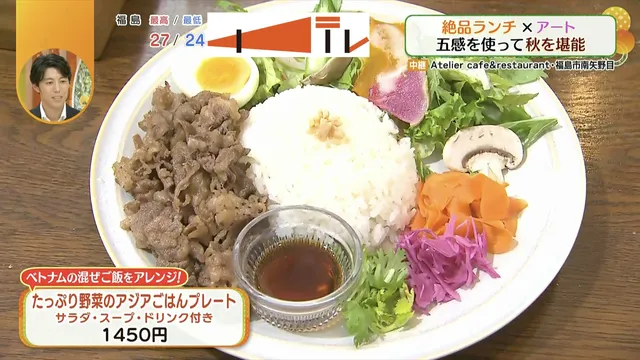 福島 最高/最低
27/24
テレ
絶品ランチ×アート
五感を使って秋を堪能
中継 Atelier cafe&restaurant・福島市南矢野目
ベトナムの混ぜご飯をアレンジ!
たっぷり野菜のアジアごはんプレート
サラダ・スープ・ドリンク付き
1450円